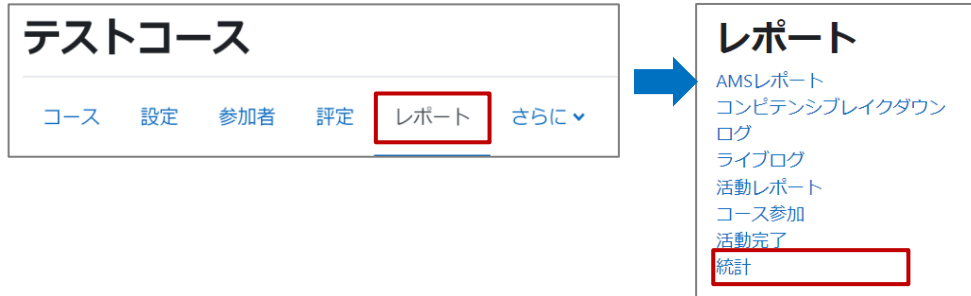 テストコース
コース 設定 参加者 評定 レポート さらに
レポート
AMSレポート
コンピテンシブレイクダウン
ログ
ライブログ
活動レポート
コース参加
活動完了
統計